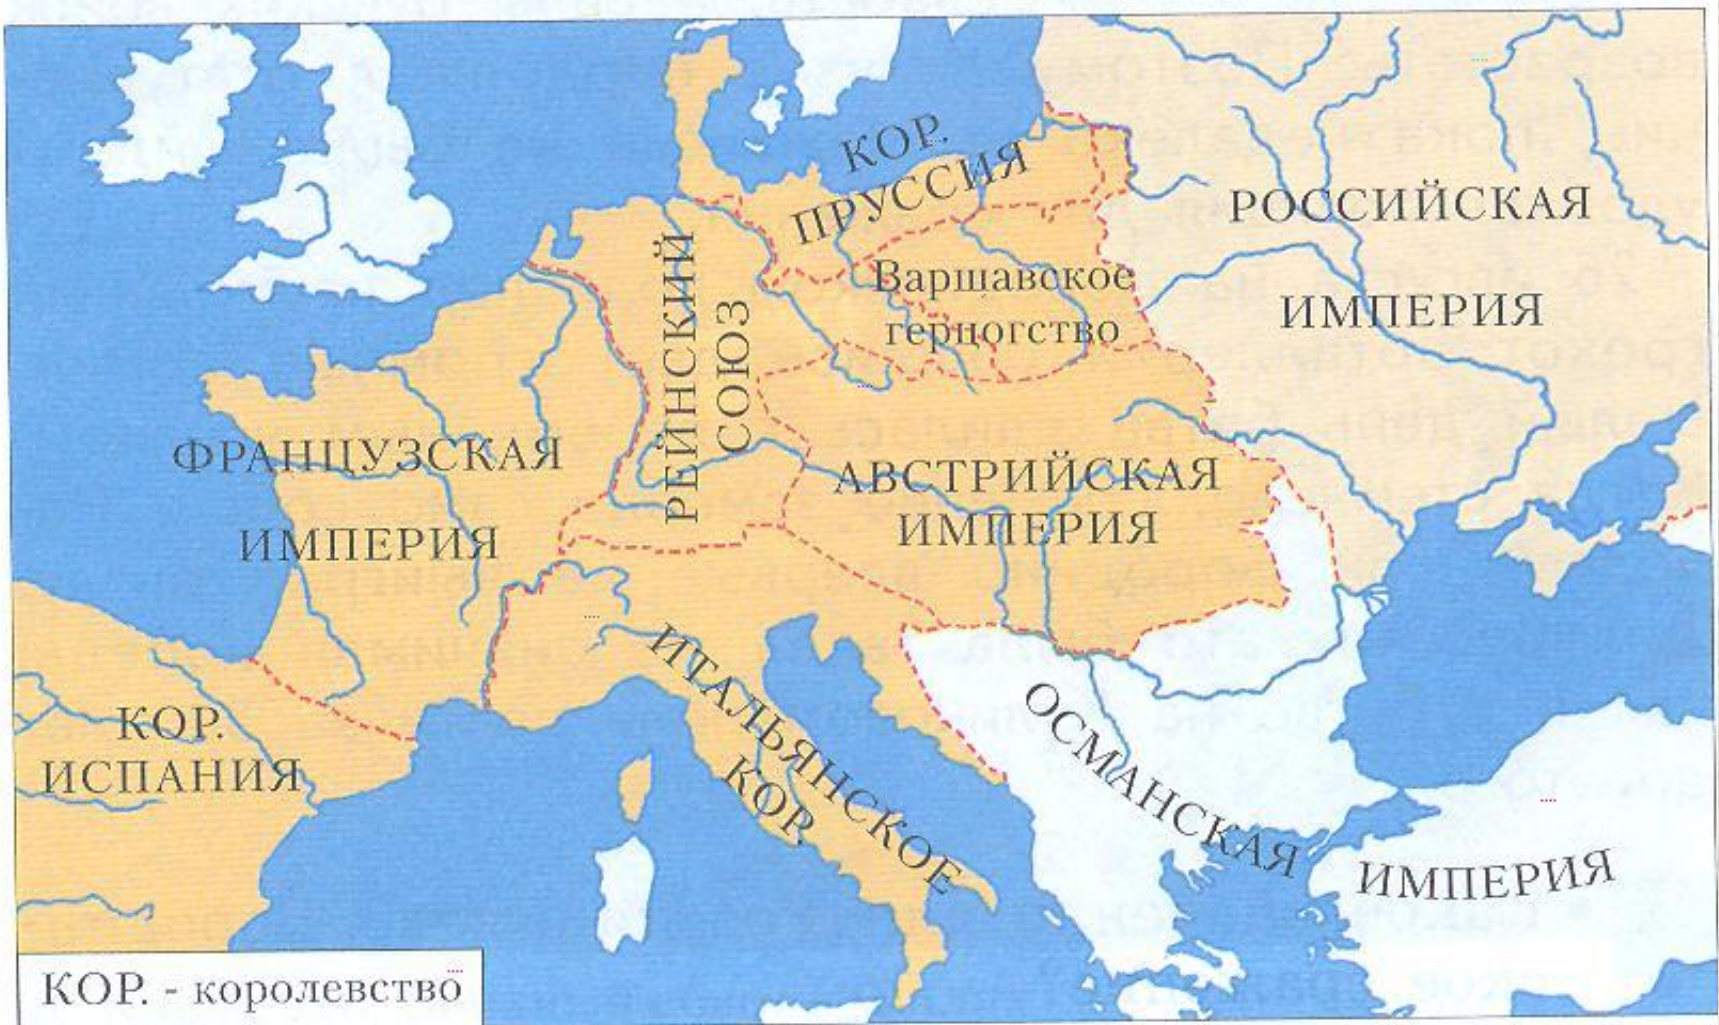 КОР.
ПРУССИЯ
РОССИЙСКАЯ
ИМПЕРИЯ
Варшавское
герцогство
РЕЙНСКИЙ
СОЮЗ
ФРАНЦУЗСКАЯ
ИМПЕРИЯ
АВСТРИЙСКАЯ
ИМПЕРИЯ
ИТАЛЬЯНСКОЕ
КОР.
КОР.
ИСПАНИЯ
ОСМАНСКАЯ
ИМПЕРИЯ
КОР. - королевство